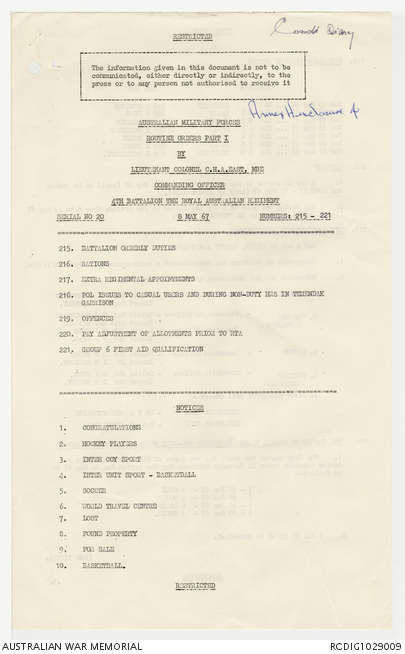 RESTRICTED
Comds Diary
The information given in this document is not to be
communicated, either directly or indirectly, to the
press or to any person not authorised to receive it
AUSTRALIAN MILITARY FORCES
ROUTINE ORDERS PART I
BY
LIEUTENANT COLONEL C.M.A.EAST, MBE
COMMANDING OFFICER
4TH BATTALION THE ROYAL AUSTRALIAN REGIMENT
SERIAL NO 20 8 MAY 67 NUMBERS: 215 - 221
215. BATTALION ORDERLY DUTIES
216. RATIONS
217. EXTRA REGIMENTAL APPOINTMENTS
218. POL ISSUES TO CASUAL USERS AND DURING NON-DUTY HRS IN TERENDAK
GARRISON
219. OFFENCES
220. PAY ADJUSTMENT OF ALLOTMENTS PRIOR TO RTA
221. GROUP 6 FIRST AID QUALIFICATION
NOTICES
1. CONGRATULATIONS
2. HOCKEY PLAYERS
3. INTER COY SPORT
4. INTER UNIT SPORT - BASKETBALL
5. SOCCER
6. WORLD TRAVEL CENTRE
7. LOST
8. FOUND PROPERTY
9. FOR SALE
10. BASKETBALL
RESTRICTED
AUSTRALIAN WAR MEMORIAL RCDIG1029009